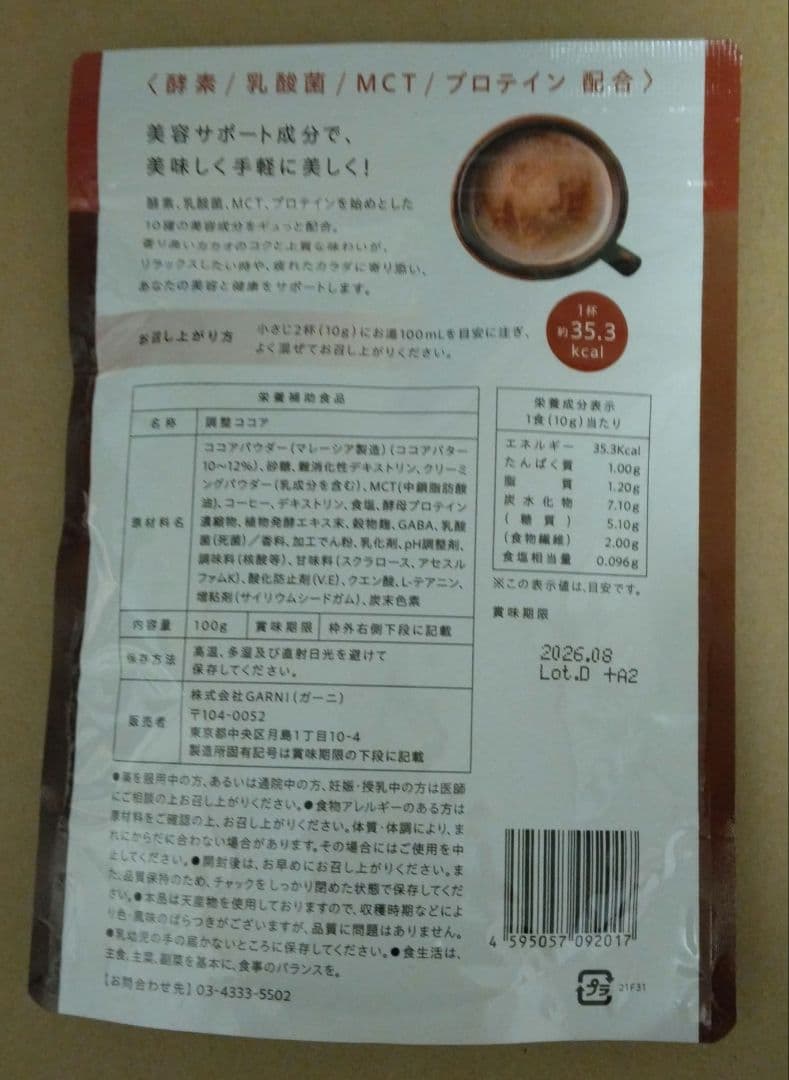 〈酵素/乳酸菌/MCT/プロテイン 配合〉
美容サポート成分で、
美味しく手軽に美しく!
酵素、乳酸菌、MCT、プロテインを始めとした
10種の美容成分をギュっと配合。
香り高いカカオのコクと上質な味わいが、
リラックスしたい時や、疲れたカラダに寄り添い、
あなたの美容と健康をサポートします。
お召し上がり方
小さじ2杯(10g)にお湯100mLを目安に注ぎ、
よく混ぜてお召し上がりください。
1杯
約35.3
kcal
栄養補助食品
名称 調整ココア
原材料名
ココアパウダー(マレーシア製造)(ココアバター
10〜12%)、砂糖、難消化性デキストリン、クリーミ
ングパウダー(乳成分を含む)、MCT(中鎖脂肪酸
油)、コーヒー、デキストリン、食塩、酵母プロテイン
濃縮物、植物発酵エキス末、穀物麹、GABA、乳酸
菌(死菌)/香料、加工でん粉、乳化剤、pH調整剤、
調味料(核酸等)、甘味料(スクラロース、アセスル
ファムK)、酸化防止剤(V.E)、クエン酸、L-テアニン、
増粘剤(サイリウムシードガム)、炭末色素
内容量 100g 賞味期限 枠外右側下段に記載
保存方法
高温、多湿及び直射日光を避けて
保存してください。
販売者
株式会社GARNI(ガーニ)
〒104-0052
東京都中央区月島1丁目10-4
製造所固有記号は賞味期限の下段に記載
栄養成分表示
1食(10g)当たり
エネルギー 35.3Kcal
たんぱく質 1.00g
脂質 1.20g
炭水化物 7.10g
(糖質) 5.10g
(食物繊維) 2.00g
食塩相当量 0.096g
※この表示値は、目安です。
賞味期限
2026.08
Lot.D +A2
●薬を服用中の方、あるいは通院中の方、妊娠・授乳中の方は医師
にご相談の上お召し上がりください。●食物アレルギーのある方は
原材料をご確認の上、お召し上がりください。体質・体調により、ま
れにからだに合わない場合があります。その場合にはご使用を中
止してください。●開封後は、お早めにお召し上がりください。ま
た、品質保持のため、チャックをしっかり閉めた状態で保存してくだ
さい。●本品は天産物を使用しておりますので、収穫時期などによ
り色・風味のばらつきがございますが、品質に問題はありません。
●乳幼児の手の届かないところに保存してください。●食生活は、
主食、主菜、副菜を基本に、食事のバランスを。
【お問合わせ先】03-4333-5502
4 595057 092017
プラ
21F31